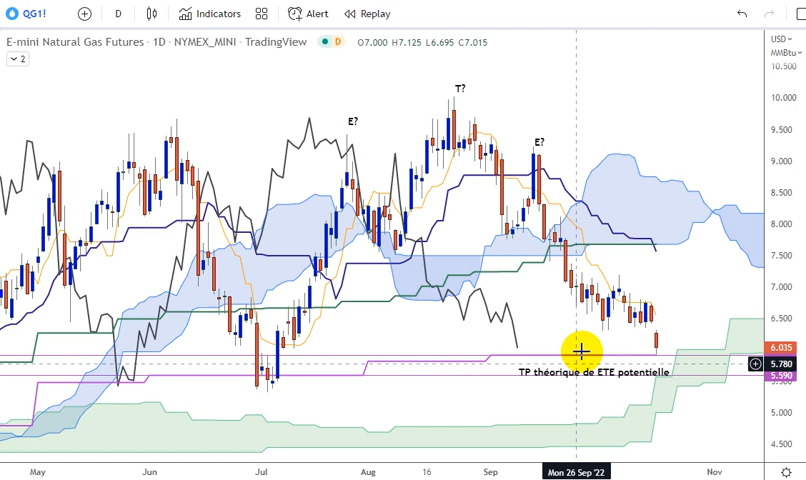 QG1! D Indicators Alert Replay
E-mini Natural Gas Futures · 1D · NYMEX_MINI · TradingView D O7.000 H7.125 L6.695 C7.015
2
USD
MMBtu
10.500
10.000
9.500
9.000
8.500
8.000
7.500
7.000
6.500
6.035
5.780
5.590
5.000
4.500
T?
E?
E?
TP théorique de ETE potentielle
May Jun Jul Aug 16 Sep Mon 26 Sep '22 Nov